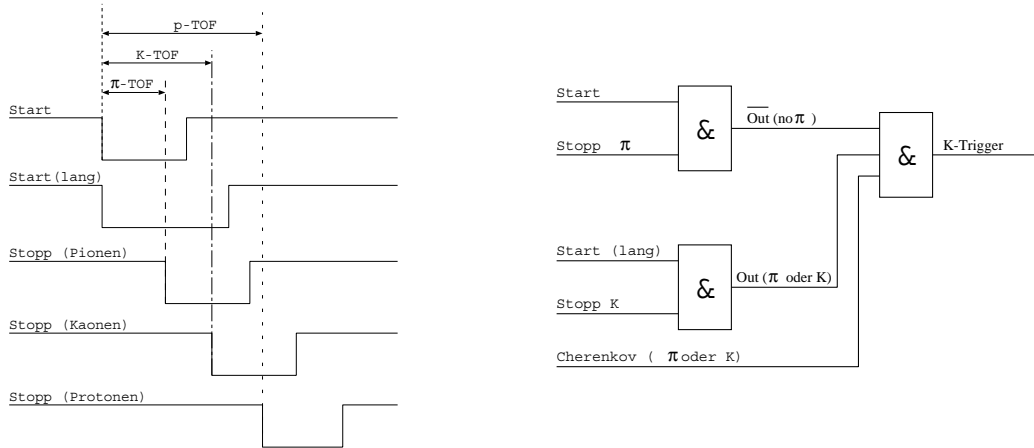 p-TOF
K-TOF
π-TOF
Start
Start(lang)
Stopp (Pionen)
Stopp (Kaonen)
Stopp (Protonen)
Start
Stopp π
&
Out (no π )
Start (lang)
Stopp K
&
Out (π oder K)
Cherenkov ( π oder K)
&
K-Trigger